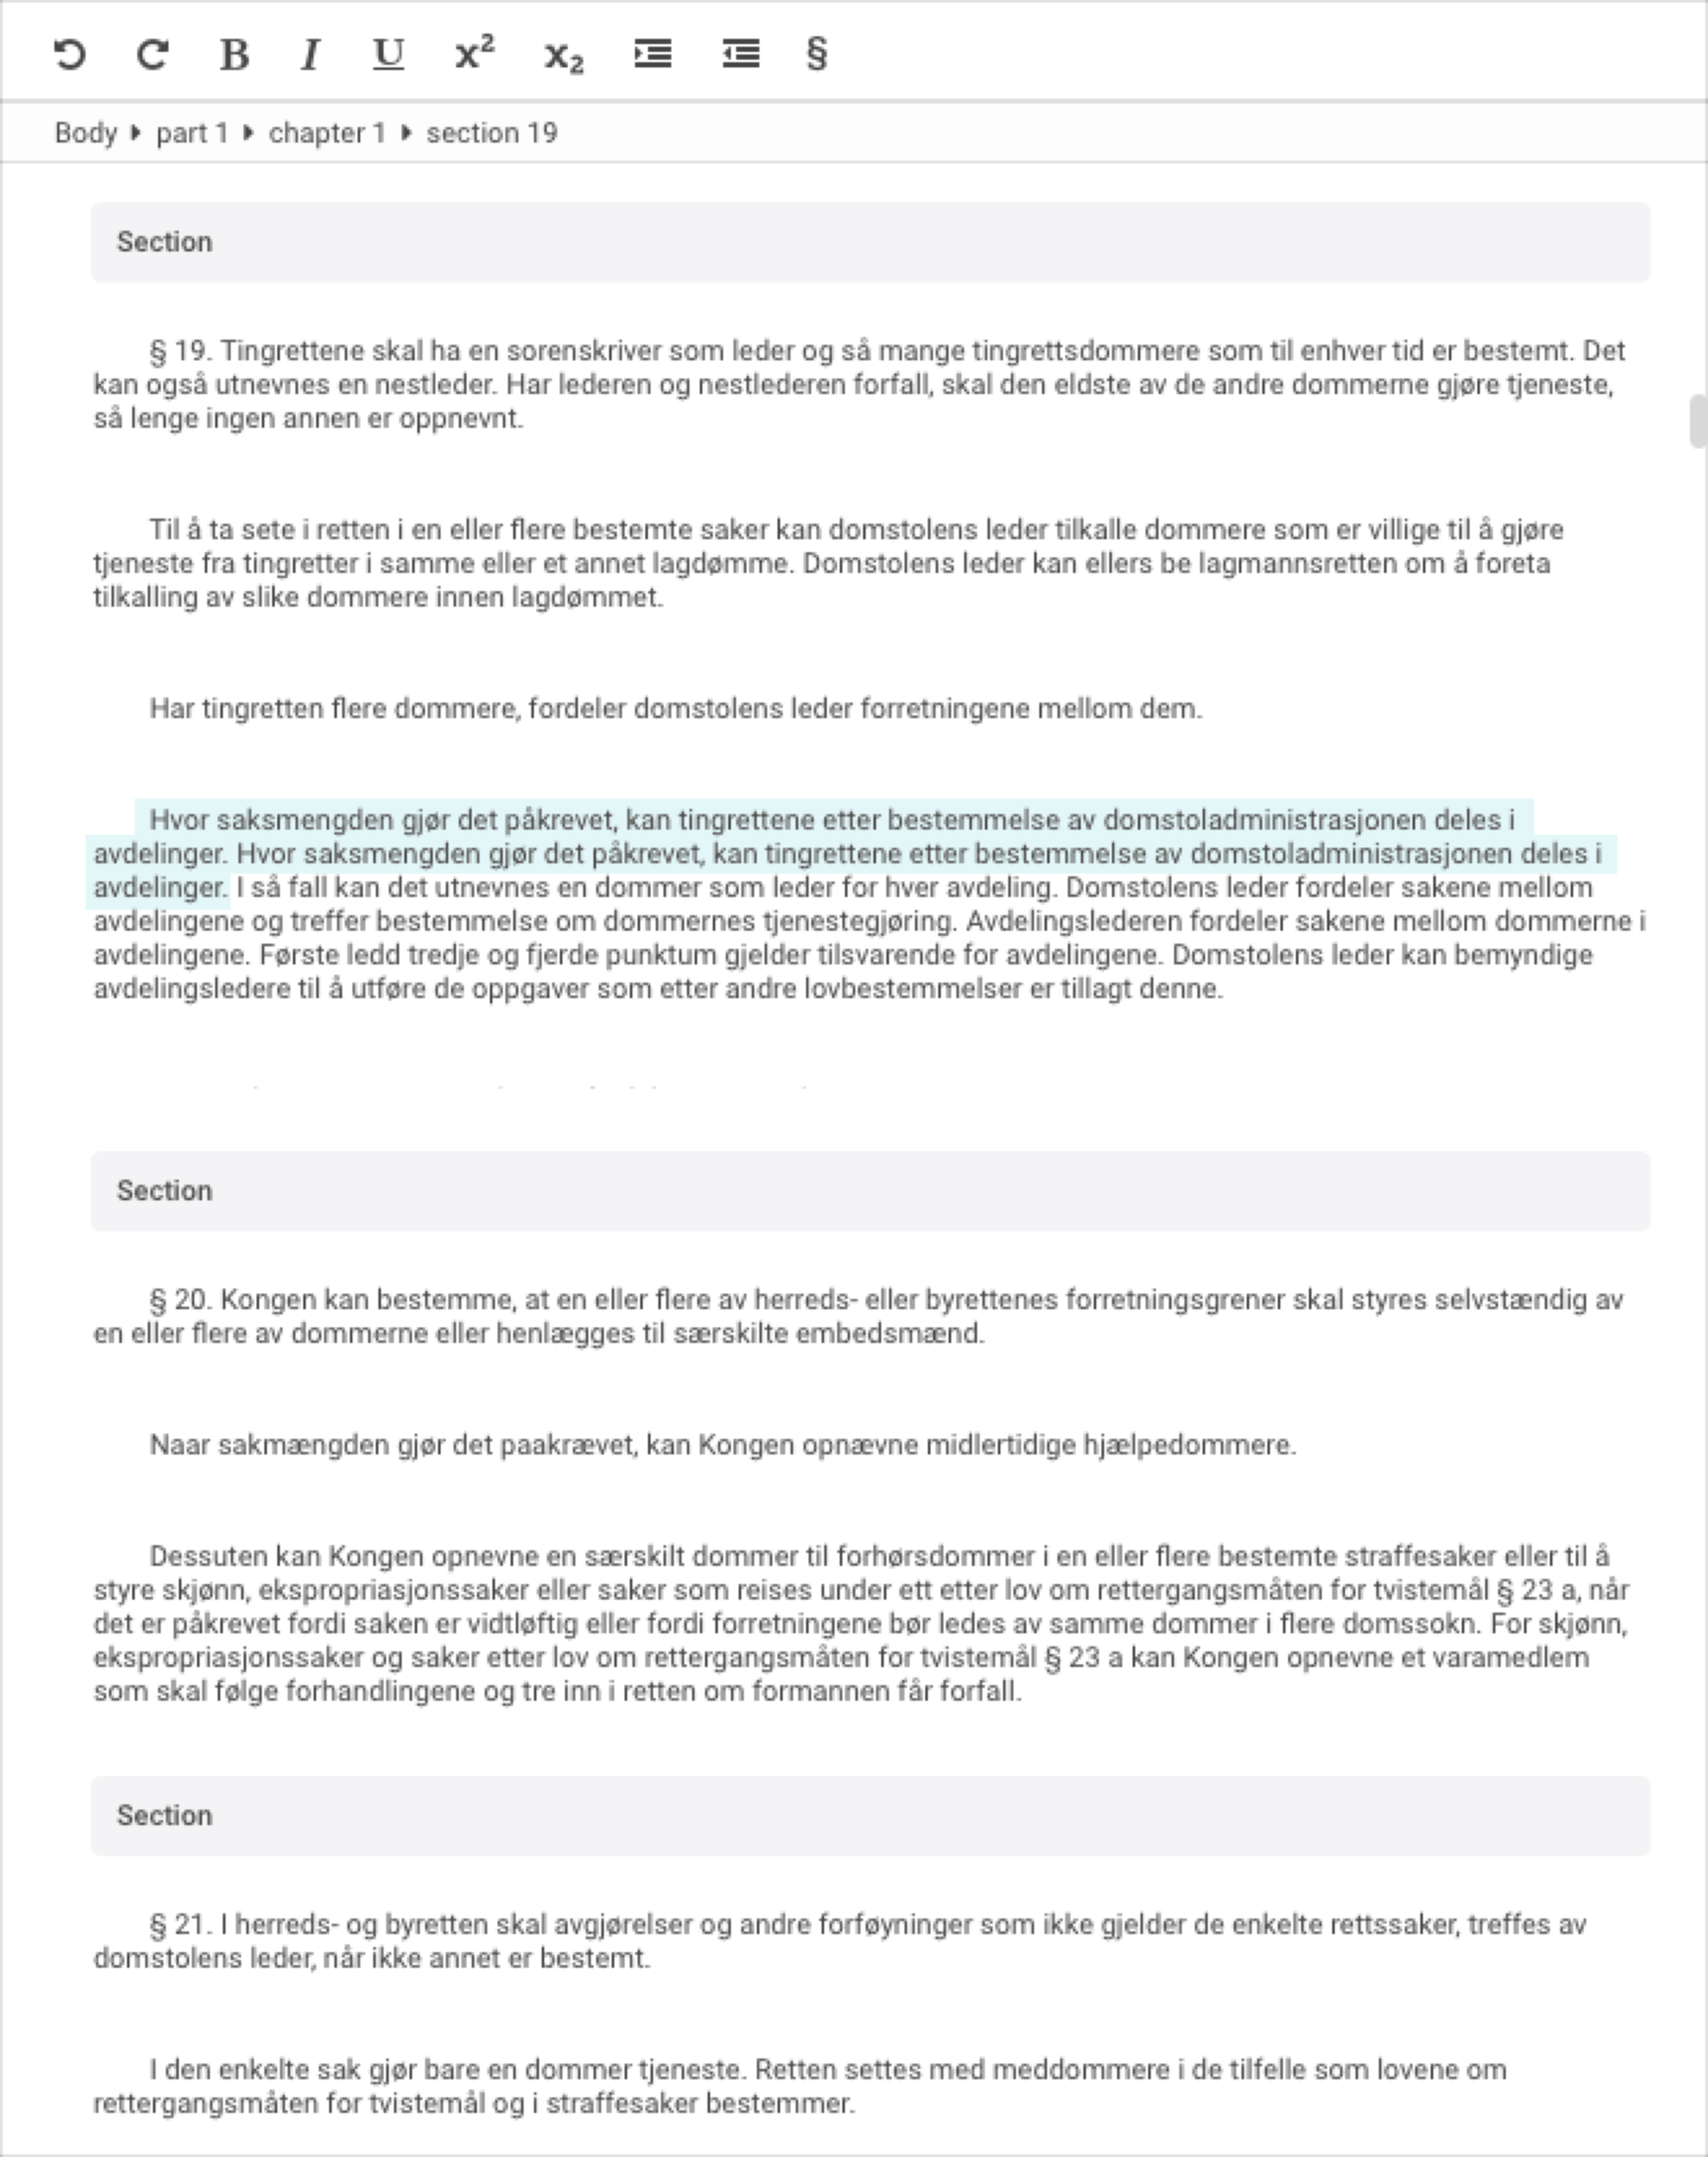 B I U x² x₂ §
Body part 1 chapter 1 section 19
Section
§ 19. Tingrettene skal ha en sorenskriver som leder og så mange tingrettsdommere som til enhver tid er bestemt. Det
kan også utnevnes en nestleder. Har lederen og nestlederen forfall, skal den eldste av de andre dommerne gjøre tjeneste,
så lenge ingen annen er oppnevnt.
Til å ta sete i retten i en eller flere bestemte saker kan domstolens leder tilkalle dommere som er villige til å gjøre
tjeneste fra tingretter i samme eller et annet lagdømme. Domstolens leder kan ellers be lagmannsretten om å foreta
tilkalling av slike dommere innen lagdømmet.
Har tingretten flere dommere, fordeler domstolens leder forretningene mellom dem.
Hvor saksmengden gjør det påkrevet, kan tingrettene etter bestemmelse av domstoladministrasjonen deles i
avdelinger. Hvor saksmengden gjør det påkrevet, kan tingrettene etter bestemmelse av domstoladministrasjonen deles i
avdelinger. I så fall kan det utnevnes en dommer som leder for hver avdeling. Domstolens leder fordeler sakene mellom
avdelingene og treffer bestemmelse om dommernes tjenestegjøring. Avdelingslederen fordeler sakene mellom dommerne i
avdelingene. Første ledd tredje og fjerde punktum gjelder tilsvarende for avdelingene. Domstolens leder kan bemyndige
avdelingsledere til å utføre de oppgaver som etter andre lovbestemmelser er tillagt denne.
Section
§ 20. Kongen kan bestemme, at en eller flere av herreds- eller byrettenes forretningsgrener skal styres selvstændig av
en eller flere av dommerne eller henlægges til særskilte embedsmænd.
Naar sakmængden gjør det paakrævet, kan Kongen opnævne midlertidige hjælpedommere.
Dessuten kan Kongen opnevne en særskilt dommer til forhørsdommer i en eller flere bestemte straffesaker eller til å
styre skjønn, ekspropriasjonssaker eller saker som reises under ett etter lov om rettergangsmåten for tvistemål § 23 a, når
det er påkrevet fordi saken er vidtløftig eller fordi forretningene bør ledes av samme dommer i flere domssokn. For skjønn,
ekspropriasjonssaker og saker etter lov om rettergangsmåten for tvistemål § 23 a kan Kongen opnevne et varamedlem
som skal følge forhandlingene og tre inn i retten om formannen får forfall.
Section
§ 21. I herreds- og byretten skal avgjørelser og andre forføyninger som ikke gjelder de enkelte rettssaker, treffes av
domstolens leder, når ikke annet er bestemt.
I den enkelte sak gjør bare en dommer tjeneste. Retten settes med meddommere i de tilfelle som lovene om
rettergangsmåten for tvistemål og i straffesaker bestemmer.